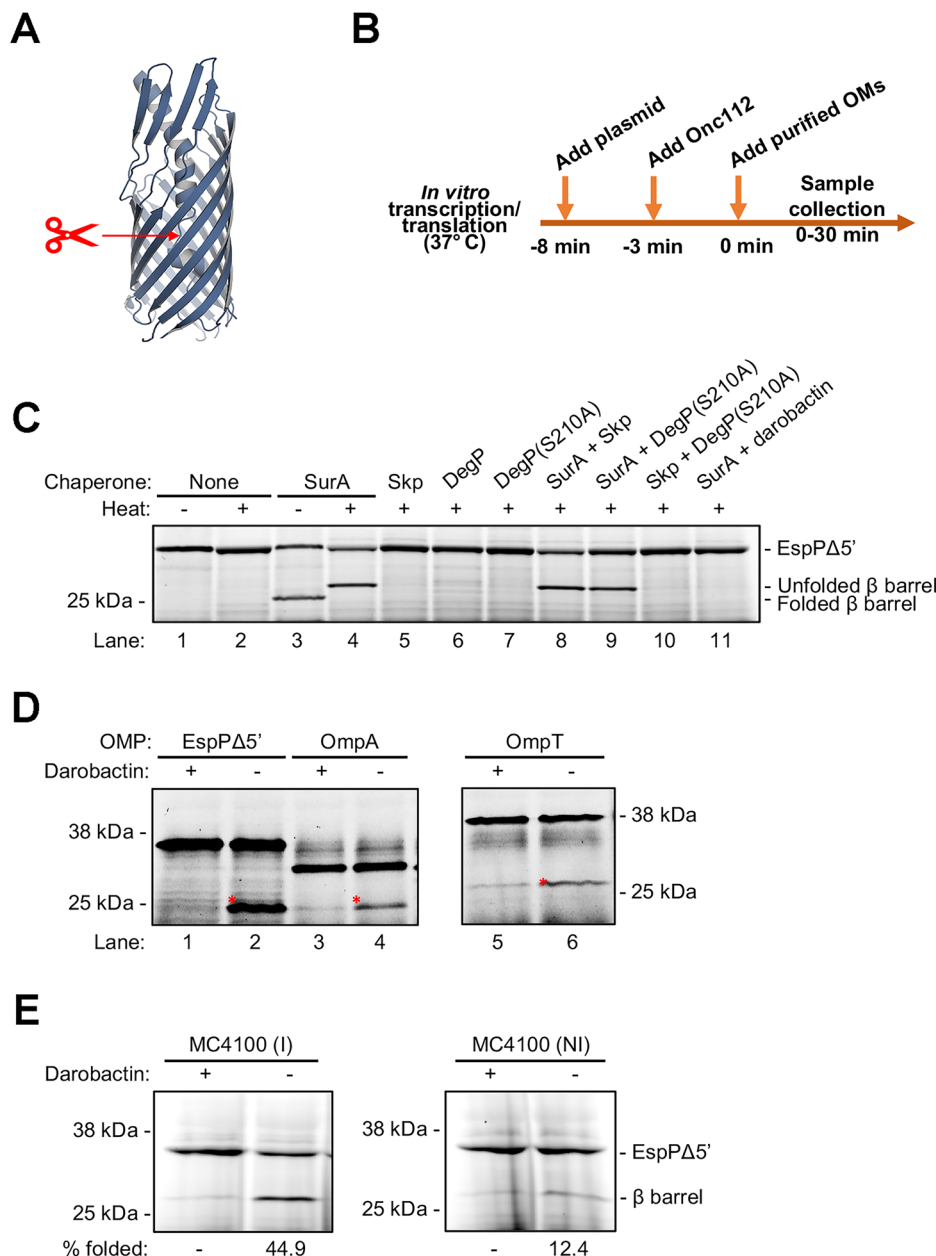 A
B
Add plasmid
Add Onc112
Add purified OMs
In vitro
transcription/
translation
(37° C)
Sample
collection
-8 min
-3 min
0 min
0-30 min
C
Chaperone:
None
SurA
Skp
DegP
DegP(S210A)
SurA + Skp
SurA + DegP(S210A)
Skp + DegP(S210A)
SurA + darobactin
Heat: - + - + + + + + + + +
- EspPΔ5’
- Unfolded β barrel
25 kDa -
- Folded β barrel
Lane: 1 2 3 4 5 6 7 8 9 10 11
D
OMP: EspPΔ5’ OmpA OmpT
Darobactin: + - + - + -
38 kDa -
- 38 kDa
25 kDa -
*
*
*
- 25 kDa
Lane: 1 2 3 4 5 6
E
MC4100 (I) MC4100 (NI)
Darobactin: + - + -
38 kDa -
38 kDa -
- EspPΔ5’
- β barrel
25 kDa -
25 kDa -
% folded: - 44.9 - 12.4